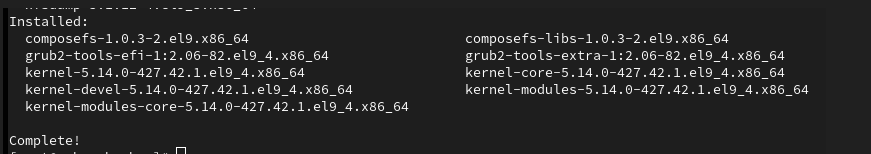 Installed:
composefs-1.0.3-2.el9.x86_64 composefs-libs-1.0.3-2.el9.x86_64
grub2-tools-efi-1:2.06-82.el9_4.x86_64 grub2-tools-extra-1:2.06-82.el9_4.x86_64
kernel-5.14.0-427.42.1.el9_4.x86_64 kernel-core-5.14.0-427.42.1.el9_4.x86_64
kernel-devel-5.14.0-427.42.1.el9_4.x86_64 kernel-modules-5.14.0-427.42.1.el9_4.x86_64
kernel-modules-core-5.14.0-427.42.1.el9_4.x86_64
Complete!